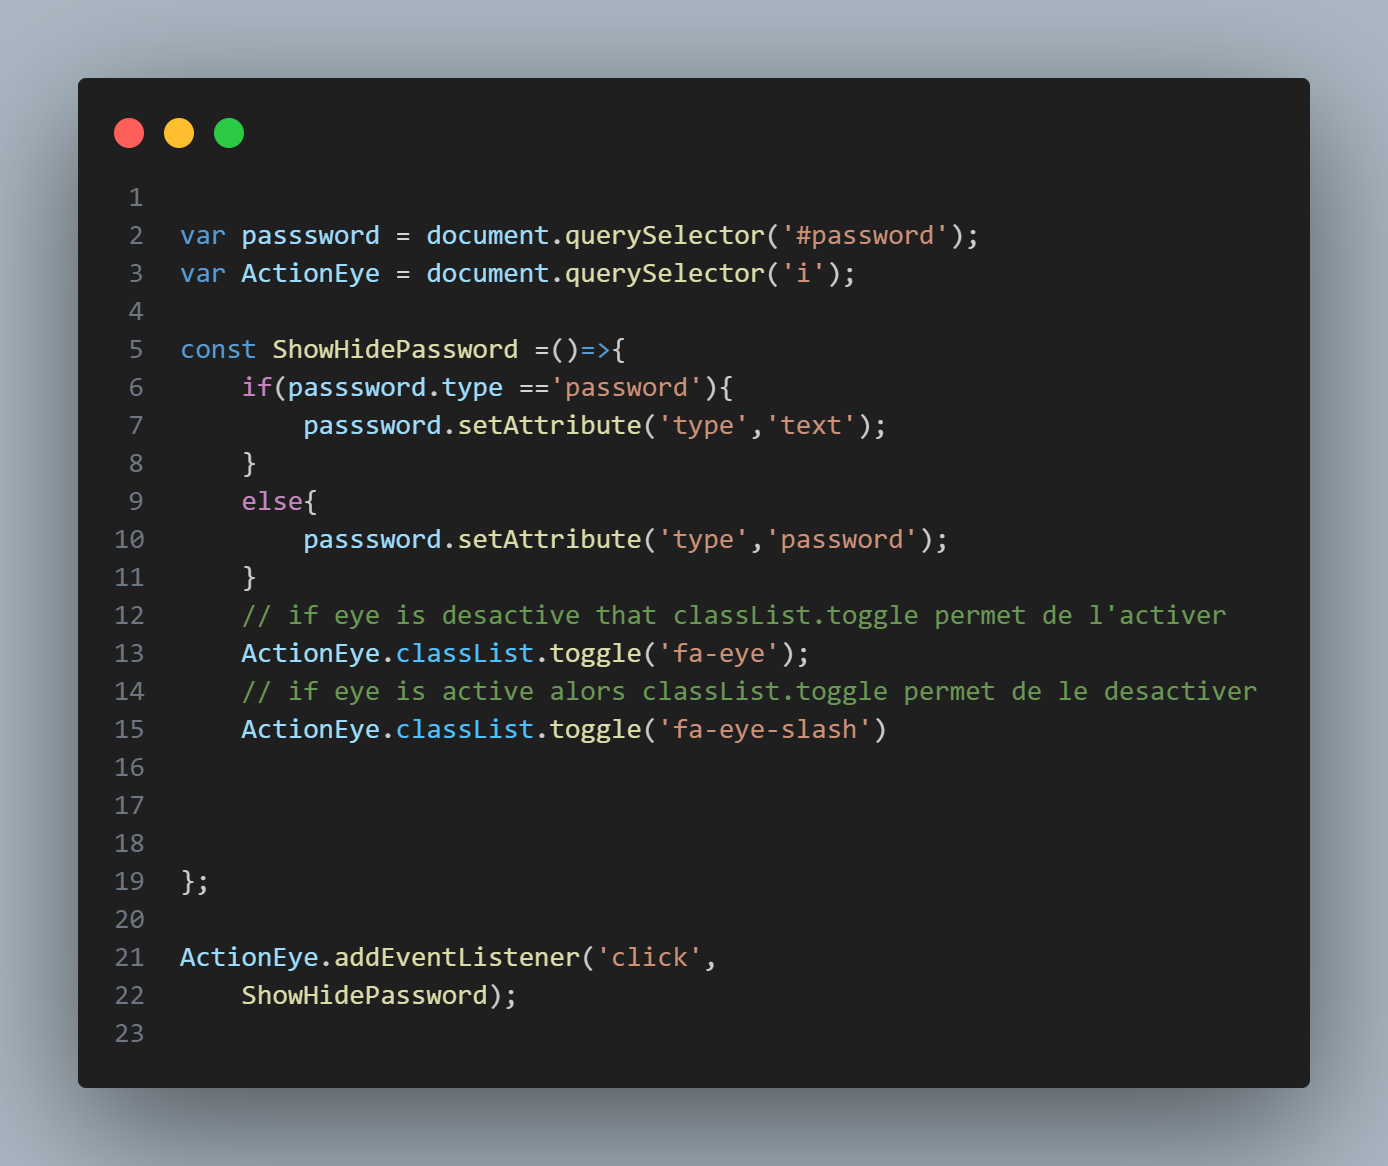 1
2 var passsword = document.querySelector('#password');
3 var ActionEye = document.querySelector('i');
4
5 const ShowHidePassword =()=>{
6     if(passsword.type =='password'){
7         passsword.setAttribute('type','text');
8     }
9     else{
10         passsword.setAttribute('type','password');
11     }
12     // if eye is desactive that classList.toggle permet de l'activer
13     ActionEye.classList.toggle('fa-eye');
14     // if eye is active alors classList.toggle permet de le desactiver
15     ActionEye.classList.toggle('fa-eye-slash')
16
17
18
19 };
20
21 ActionEye.addEventListener('click',
22     ShowHidePassword);
23